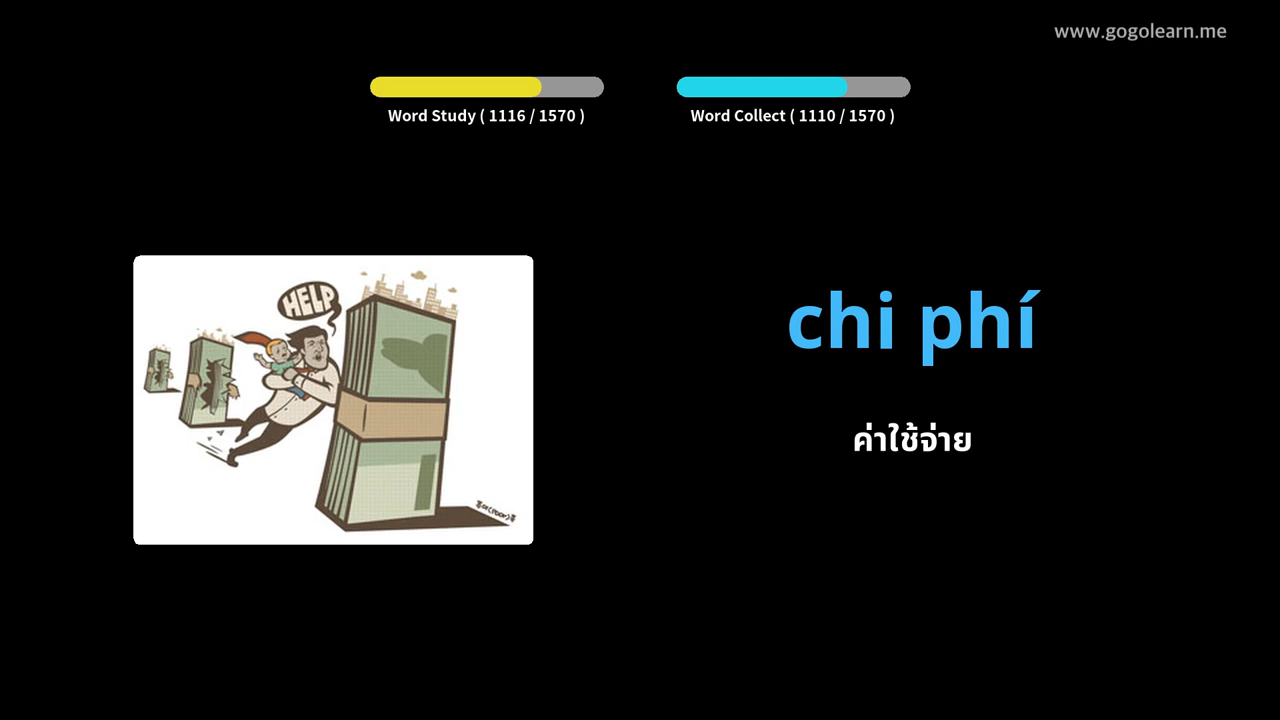 www.gogolearn.me
Word Study ( 1116 / 1570 )
Word Collect ( 1110 / 1570 )
HELP
chi phí
ค่าใช้จ่าย